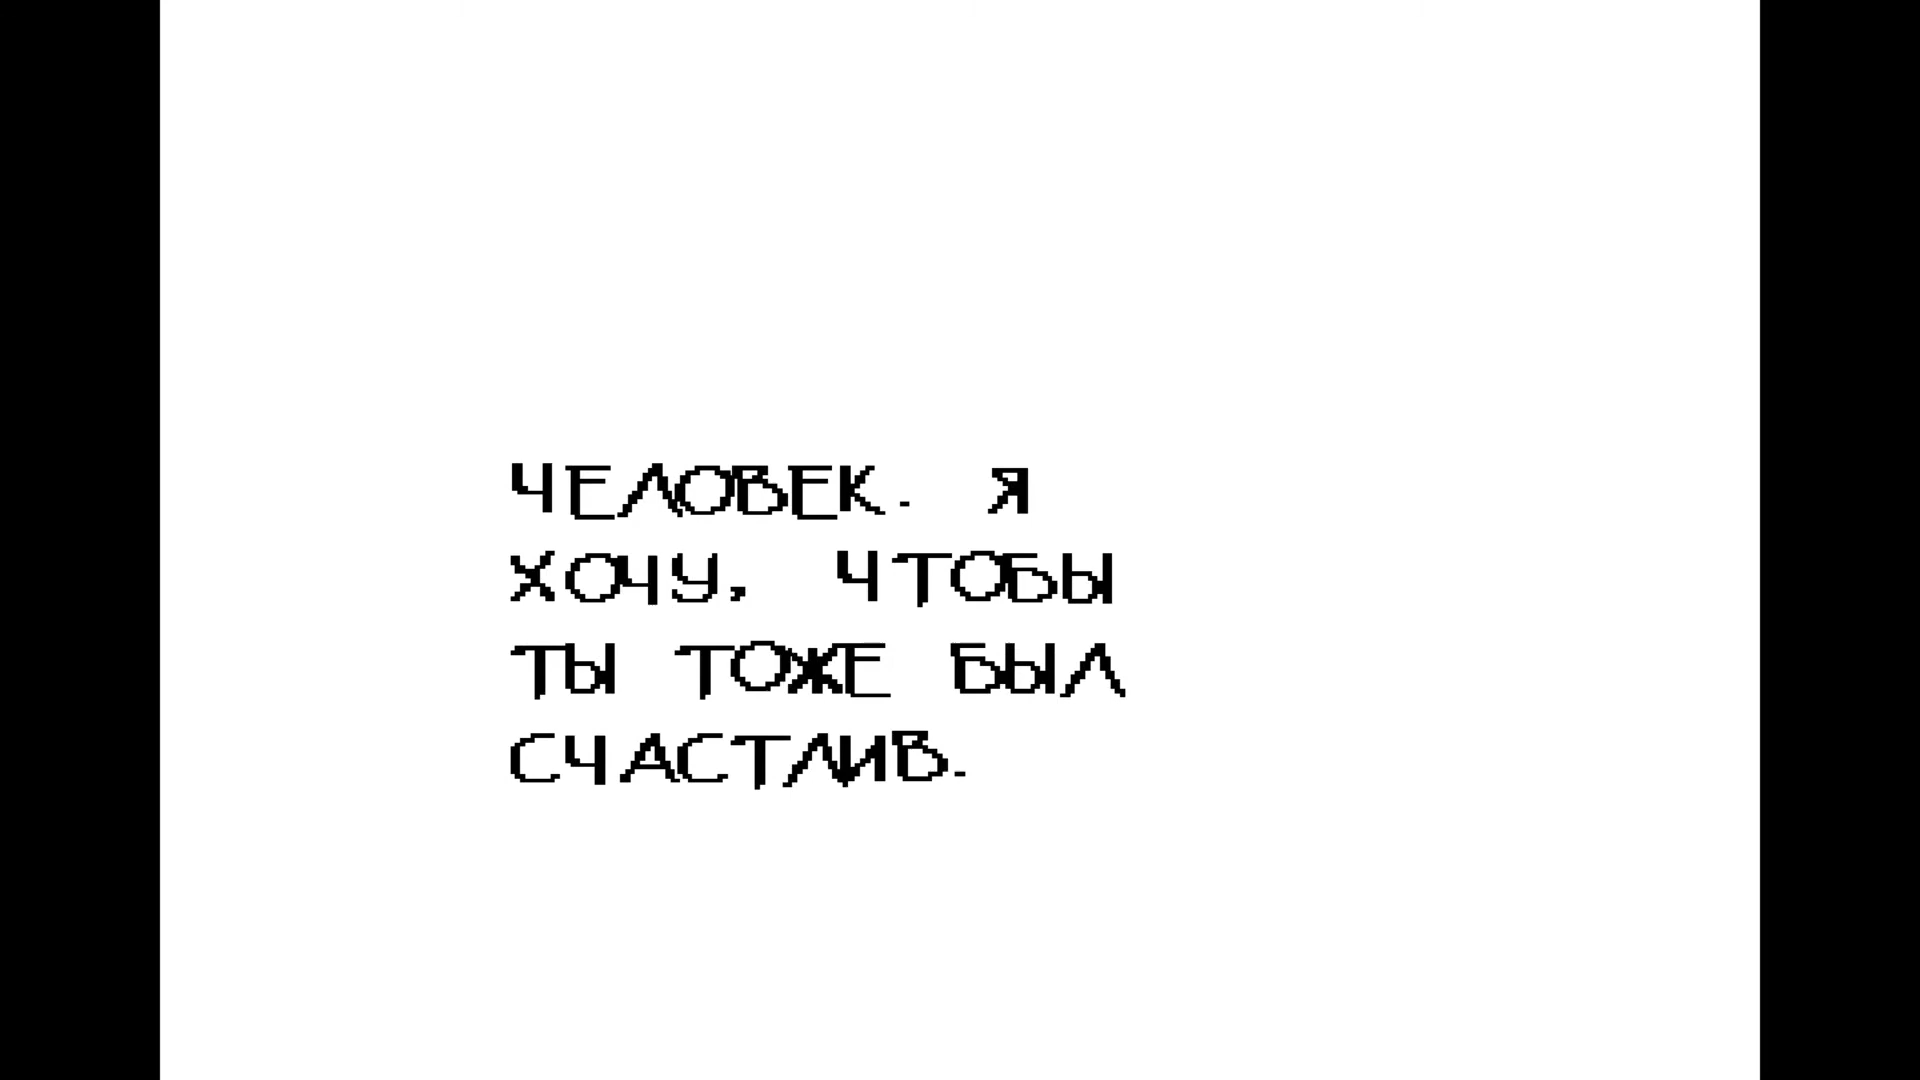 ЧЕЛОВЕК. Я
ХОЧУ, ЧТОБЫ
ТЫ ТОЖЕ БЫЛ
СЧАСТЛИВ.